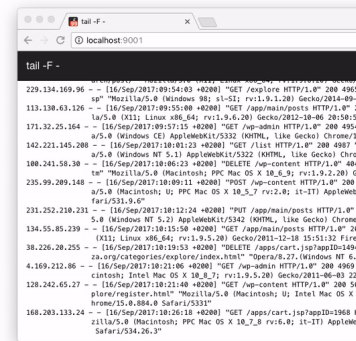 tail -F -
localhost:9001
tail -F -
229.134.169.96 - - [16/Sep/2017:09:54:03 +0200] "GET /explore HTTP/1.0" 200
sp" "Mozilla/5.0 (Windows 98; sl-SI; rv:1.9.1.20) Gecko/2014-09-
113.130.63.126 - - [16/Sep/2017:09:55:00 +0200] "GET /app/main/posts HTTP/1.0"
la/5.0 (X11; Linux x86_64; rv:1.9.6.20) Gecko/2012-10-06 20:50:5
171.32.25.164 - - [16/Sep/2017:09:57:15 +0200] "GET /wp-admin HTTP/1.0" 200 495
a/5.0 (Windows CE) AppleWebKit/5332 (KHTML, like Gecko) Chrome/1
142.221.145.208 - - [16/Sep/2017:10:01:23 +0200] "GET /list HTTP/1.0" 200 4987
a/5.0 (Windows NT 5.1) AppleWebKit/5362 (KHTML, like Gecko) Chro
100.241.58.30 - - [16/Sep/2017:10:06:23 +0200] "DELETE /wp-content HTTP/1.0" 40
tm" "Mozilla/5.0 (Macintosh; PPC Mac OS X 10_6_9; rv:1.9.2.20) G
235.99.209.148 - - [16/Sep/2017:10:09:11 +0200] "POST /wp-content HTTP/1.0" 200
a/5.0 (Macintosh; U; PPC Mac OS X 10_5_7 rv:2.0; it-IT) AppleWeb
fari/531.9.6"
231.252.210.231 - - [16/Sep/2017:10:12:24 +0200] "PUT /app/main/posts HTTP/1.0"
5.0 (Windows NT 5.2) AppleWebKit/5342 (KHTML, like Gecko) Chrome
134.55.85.239 - - [16/Sep/2017:10:15:50 +0200] "GET /app/main/posts HTTP/1.0" 2
(X11; Linux x86_64; rv:1.9.5.20) Gecko/2011-12-18 15:51:32 Fire
38.226.20.255 - - [16/Sep/2017:10:19:53 +0200] "DELETE /apps/cart.jsp?appID=149
za.org/categories/explore/index.html" "Opera/8.27.(Windows NT 6.
4.169.212.86 - - [16/Sep/2017:10:21:06 +0200] "GET /wp-admin HTTP/1.0" 200 4969
cintosh; Intel Mac OS X 10_8_7; rv:1.9.5.20) Gecko/2011-06-03 22
128.242.65.27 - - [16/Sep/2017:10:21:40 +0200] "GET /wp-content HTTP/1.0" 200 5
plore/register.html" "Mozilla/5.0 (Macintosh; U; Intel Mac OS X
hrome/15.0.884.0 Safari/5331"
168.203.133.24 - - [16/Sep/2017:10:26:18 +0200] "GET /apps/cart.jsp?appID=1968
zilla/5.0 (Macintosh; PPC Mac OS X 10_7_8 rv:6.0; it-IT) AppleWe
Safari/534.26.3"